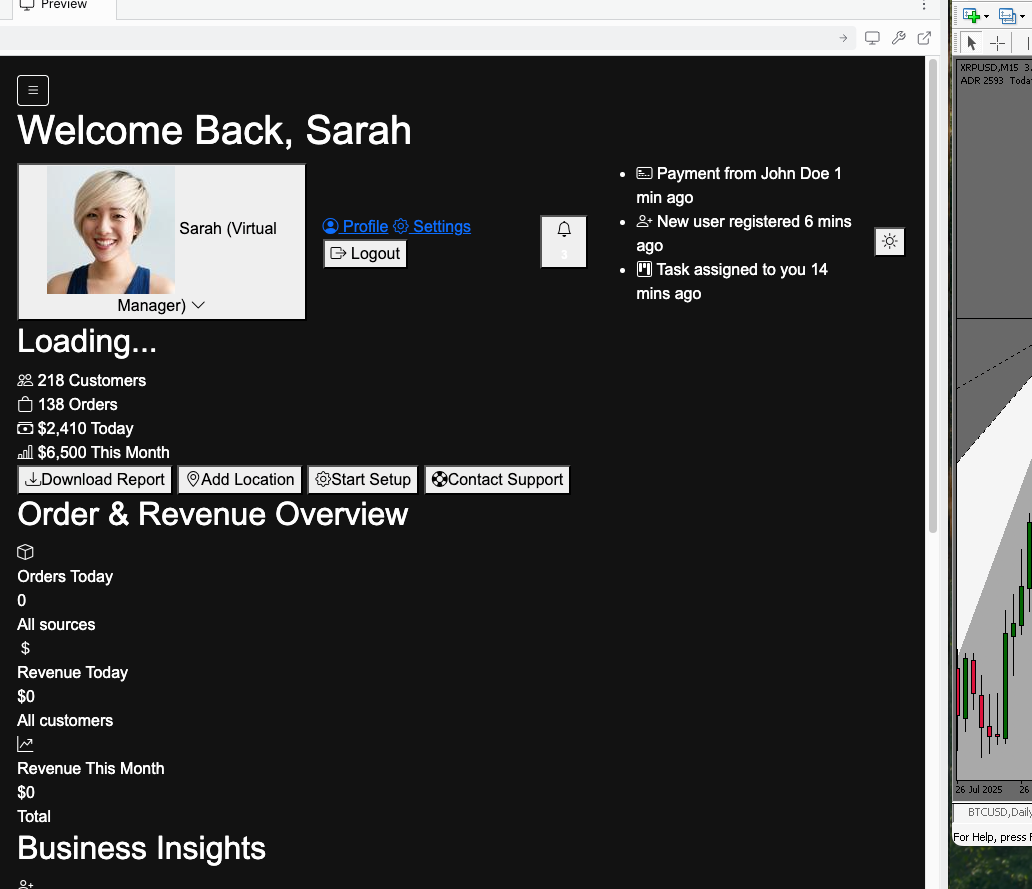 Preview
Welcome Back, Sarah
Sarah (Virtual
Manager)
Profile Settings
Logout
3
Payment from John Doe 1
min ago
New user registered 6 mins
ago
Task assigned to you 14
mins ago
Loading...
218 Customers
138 Orders
$2,410 Today
$6,500 This Month
Download Report Add Location Start Setup Contact Support
Order & Revenue Overview
Orders Today
0
All sources
$
Revenue Today
$0
All customers
Revenue This Month
$0
Total
Business Insights
XRPUSD,M15 3.
ADR 2593 Toda
26 Jul 2025 26
BTCUSD,Daily
For Help, press F